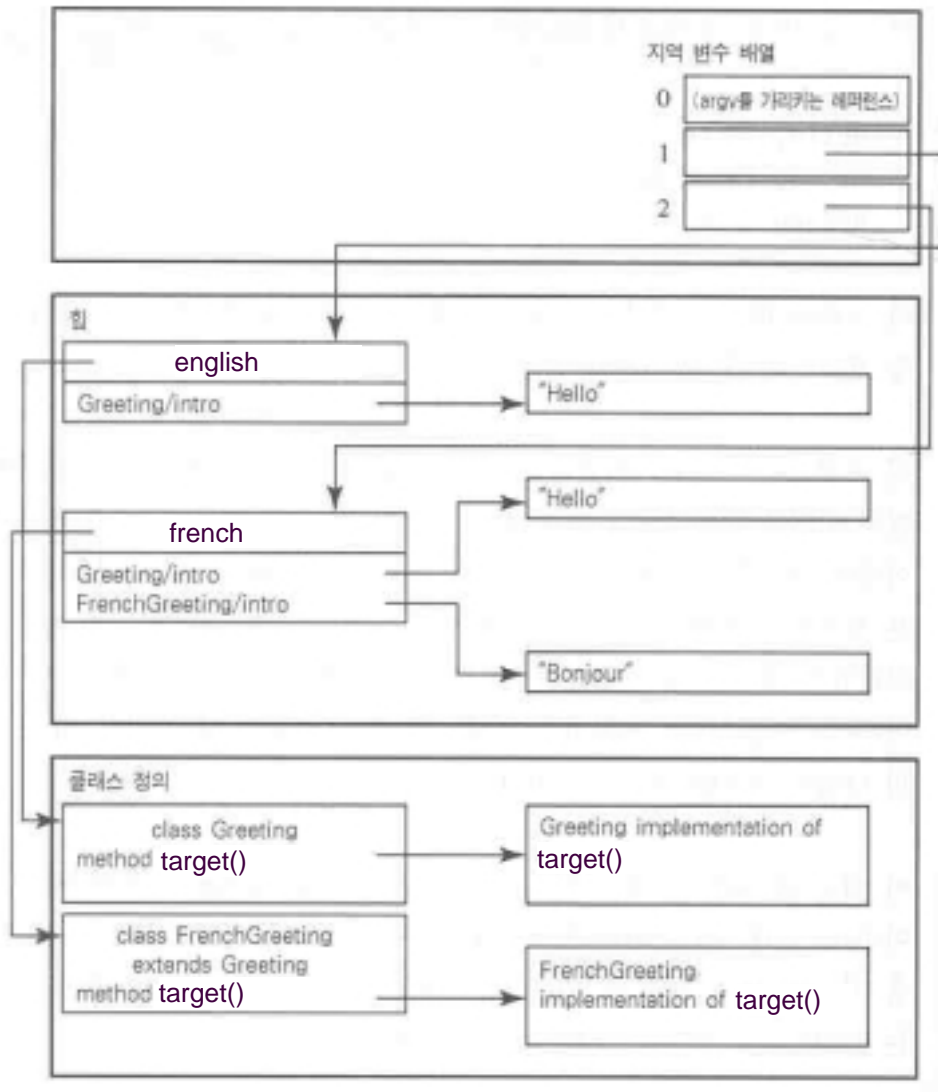 지역 변수 배열
0 (argv를 가리키는 레퍼런스)
1
2
힙
english
Greeting/intro
"Hello"
french
Greeting/intro
FrenchGreeting/intro
"Hello"
"Bonjour"
클래스 정의
class Greeting
method target()
Greeting implementation of
target()
class FrenchGreeting
extends Greeting
method target()
FrenchGreeting
implementation of target()